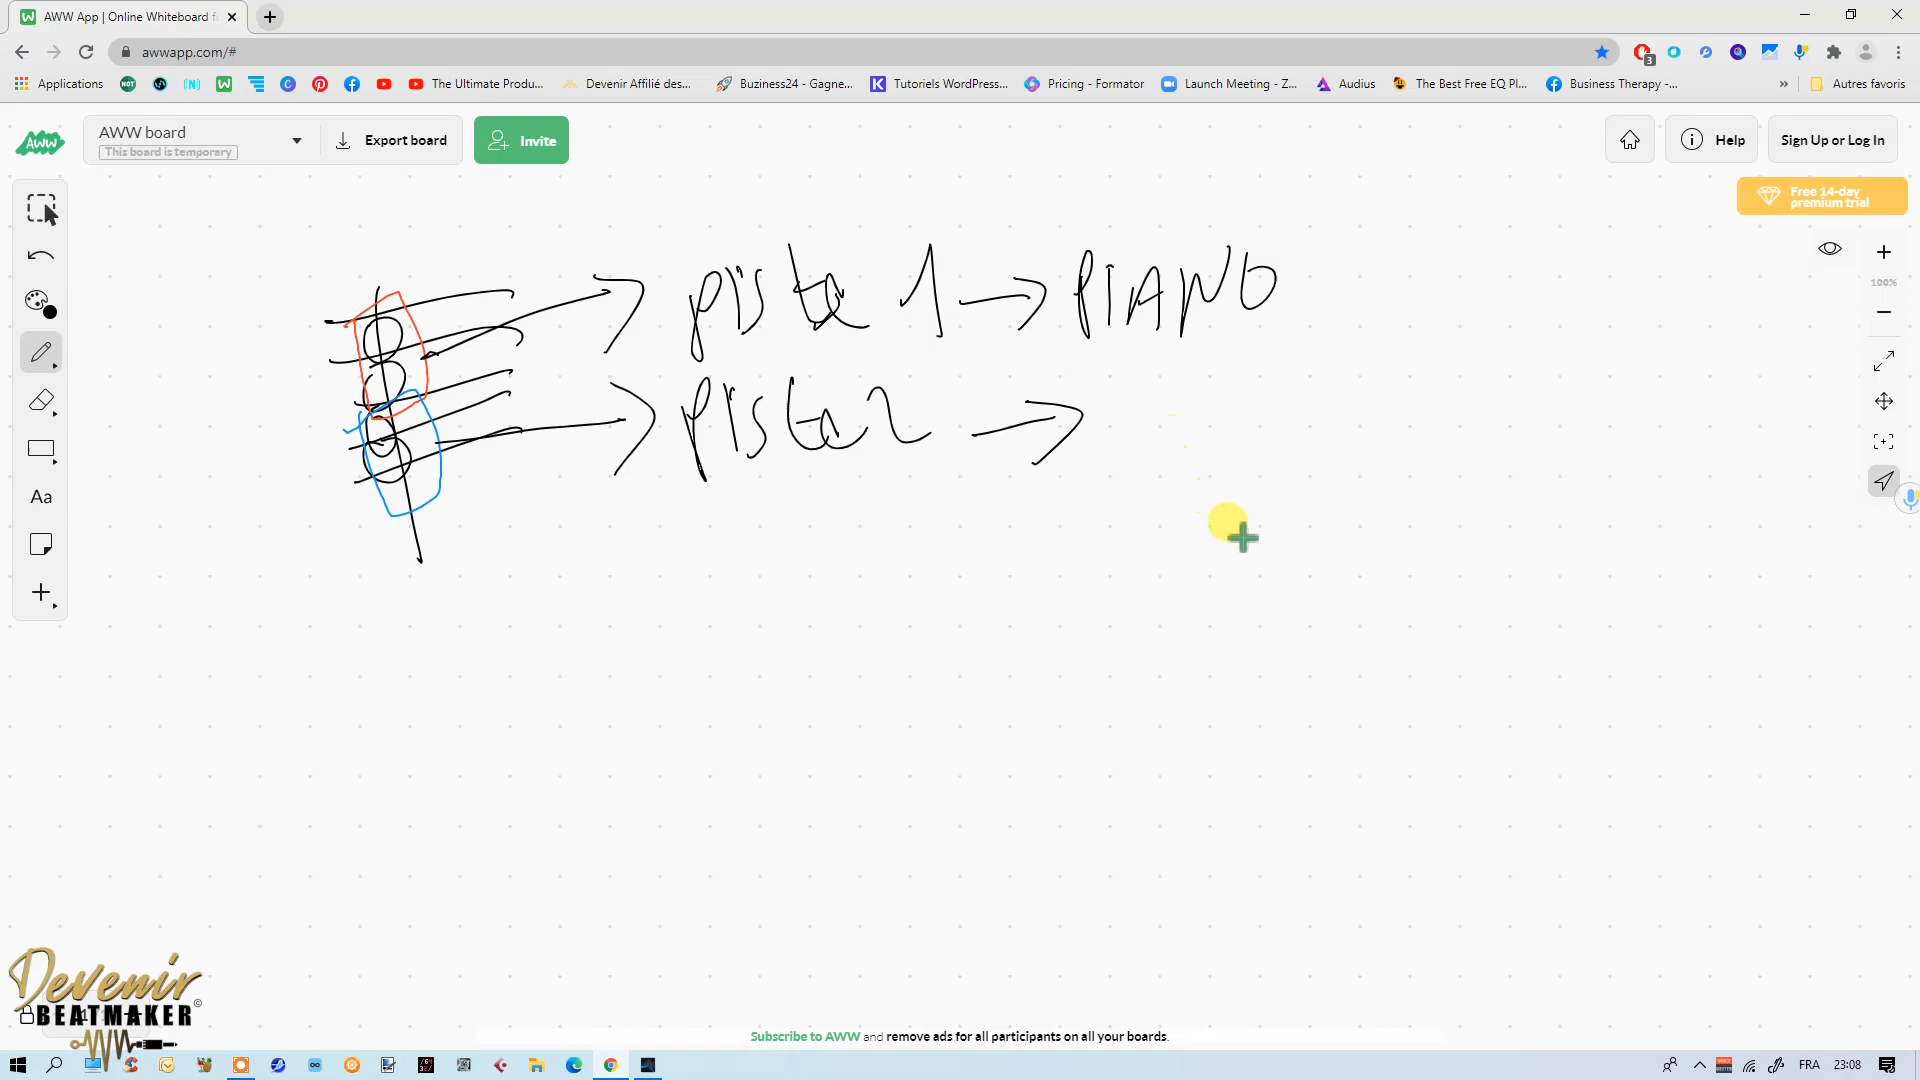 AWW App | Online Whiteboard f
awwapp.com/#
3
Applications
The Ultimate Produ...
Devenir Affilié des...
Buziness24 - Gagne...
Tutoriels WordPress...
Pricing - Formator
Launch Meeting - Z...
Audius
The Best Free EQ Pl...
Business Therapy -...
»
Autres favoris
AWW
AWW board
This board is temporary
Export board
Invite
Help
Sign Up or Log In
Free 14-day
premium trial
100%
Aa
piste 1 → PIANO
piste 2 →
Devenir
BEATMAKER
Subscribe to AWW and remove ads for all participants on all your boards.
FRA
23:08